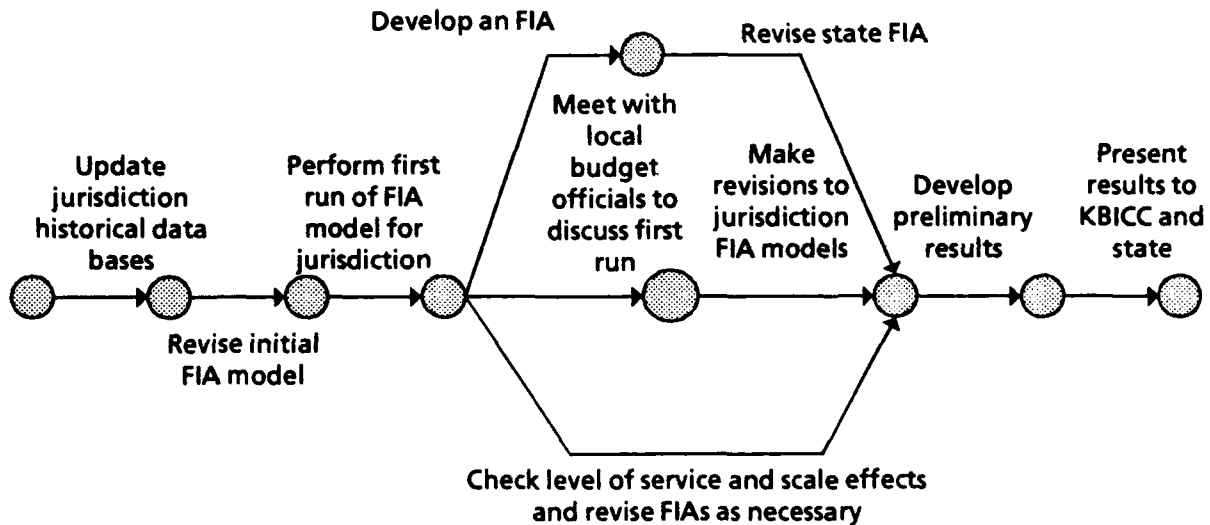 Develop an FIA
Revise state FIA
Update
jurisdiction
historical data
bases
Revise initial
FIA model
Perform first
run of FIA
model for
jurisdiction
Meet with
local
budget
officials to
discuss first
run
Make
revisions to
jurisdiction
FIA models
Develop
preliminary
results
Present
results to
KBICC and
state
Check level of service and scale effects
and revise FIAs as necessary